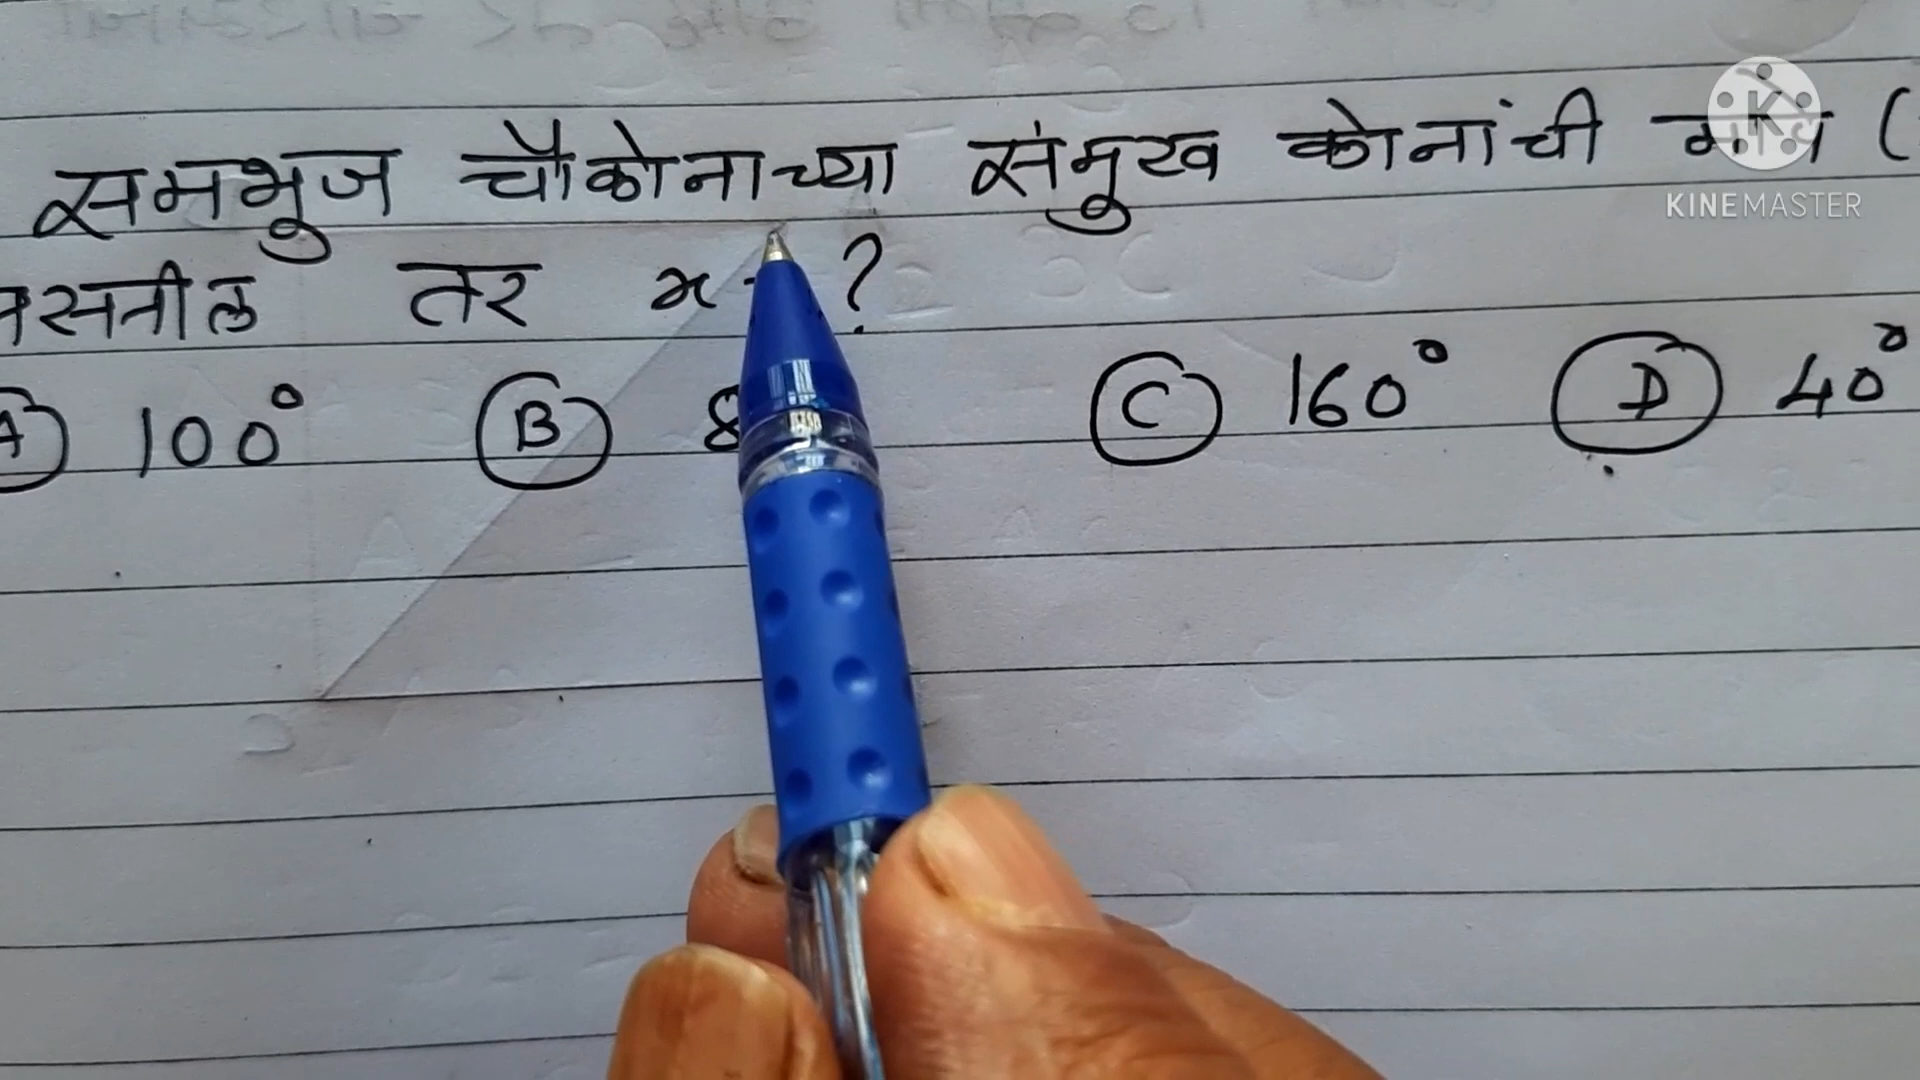 समभुज चौकोनाच्या संमुख कोनांची माप (
असतील तर x ?
A 100° B 8 C 160° D 40°
KINEMASTER